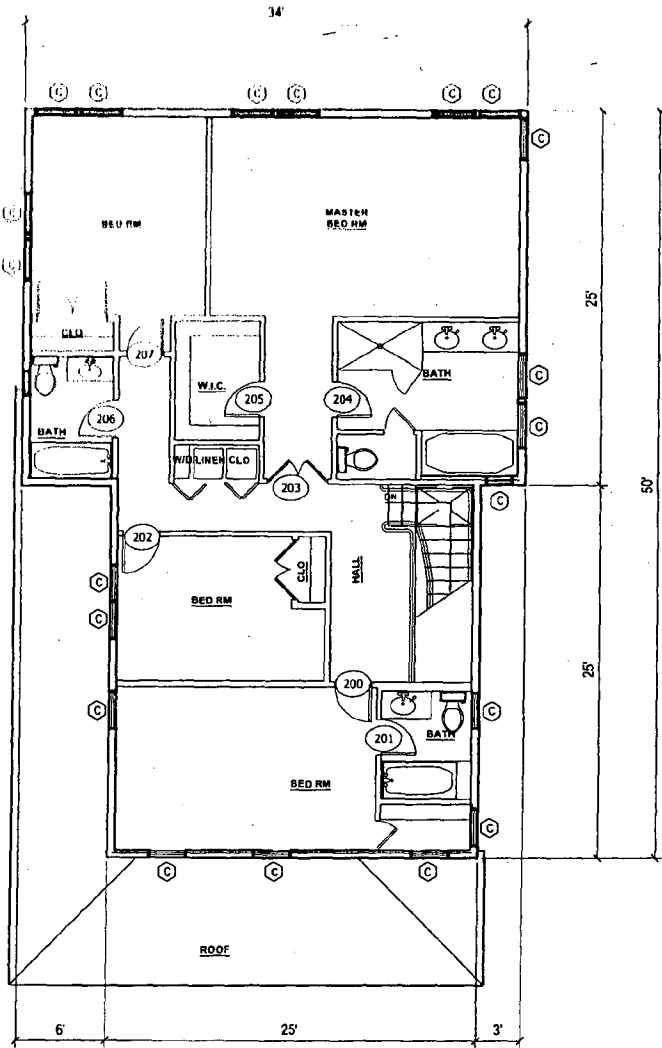 34'
C C C C C C
C
C
C
BED RM
MASTER
BED RM
25'
CLO
207
W.I.C.
205
204
BATH
C
C
206
BATH
W/D LINEN CLO
203
C
DN
50'
202
C
C
BED RM
CLO
HALL
25'
200
C
C
201
BATH
BED RM
C
C C C
ROOF
6' 25' 3'